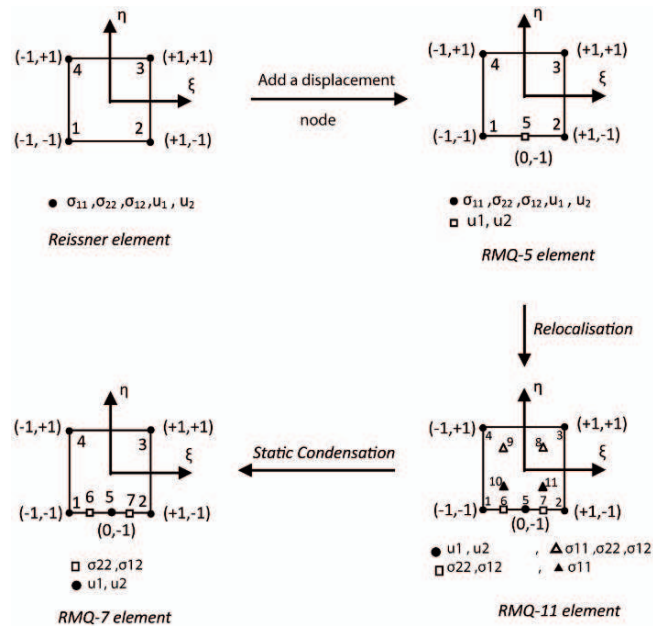 η
(-1,+1) (+1,+1)
4 3
ξ
1 2
(-1, -1) (+1,-1)
● σ11 ,σ22 ,σ12,u1 , u2
Reissner element
Add a displacement
node
η
(-1,+1) (+1,+1)
4 3
ξ
1 5 2
(-1,-1) (+1,-1)
(0,-1)
● σ11 ,σ22 ,σ12,u1 , u2
□ u1, u2
RMQ-5 element
Relocalisation
η
(-1,+1) (+1,+1)
4 9 8 3
ξ
10 11
1 6 5 7 2
(-1,-1) (+1,-1)
(0,-1)
● u1 , u2 , △ σ11 ,σ22 ,σ12
□ σ22 ,σ12 , ▲ σ11
RMQ-11 element
Static Condensation
η
(-1,+1) (+1,+1)
4 3
ξ
1 6 5 7 2
(-1,-1) (+1,-1)
(0,-1)
□ σ22 ,σ12
● u1, u2
RMQ-7 element